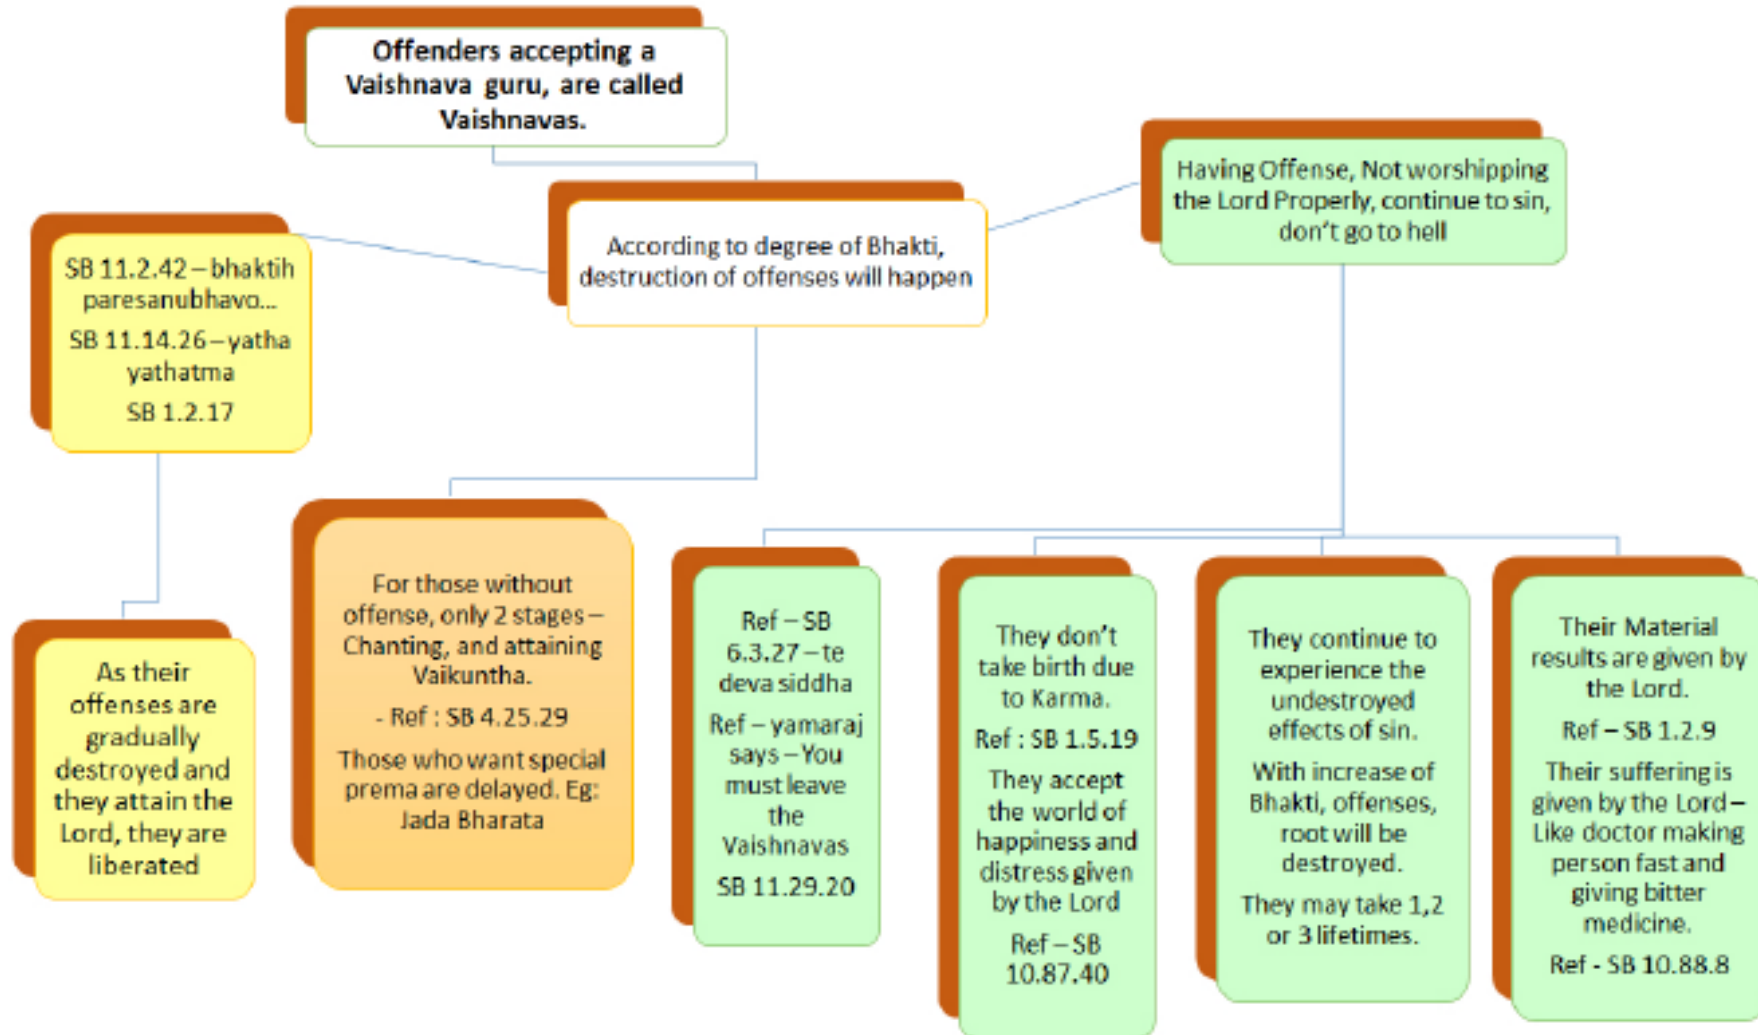 Offenders accepting a
Vaishnava guru, are called
Vaishnavas.
According to degree of Bhakti,
destruction of offenses will happen
Having Offense, Not worshipping
the Lord Properly, continue to sin,
don't go to hell
SB 11.2.42 – bhaktih
paresanubhavo...
SB 11.14.26 – yatha
yathatma
SB 1.2.17
As their
offenses are
gradually
destroyed and
they attain the
Lord, they are
liberated
For those without
offense, only 2 stages –
Chanting, and attaining
Vaikuntha.
- Ref : SB 4.25.29
Those who want special
prema are delayed. Eg:
Jada Bharata
Ref – SB
6.3.27 – te
deva siddha
Ref – yamaraj
says – You
must leave
the
Vaishnavas
SB 11.29.20
They don't
take birth due
to Karma.
Ref : SB 1.5.19
They accept
the world of
happiness and
distress given
by the Lord
Ref – SB
10.87.40
They continue to
experience the
undestroyed
effects of sin.
With increase of
Bhakti, offenses,
root will be
destroyed.
They may take 1,2
or 3 lifetimes.
Their Material
results are given by
the Lord.
Ref – SB 1.2.9
Their suffering is
given by the Lord –
Like doctor making
person fast and
giving bitter
medicine.
Ref - SB 10.88.8